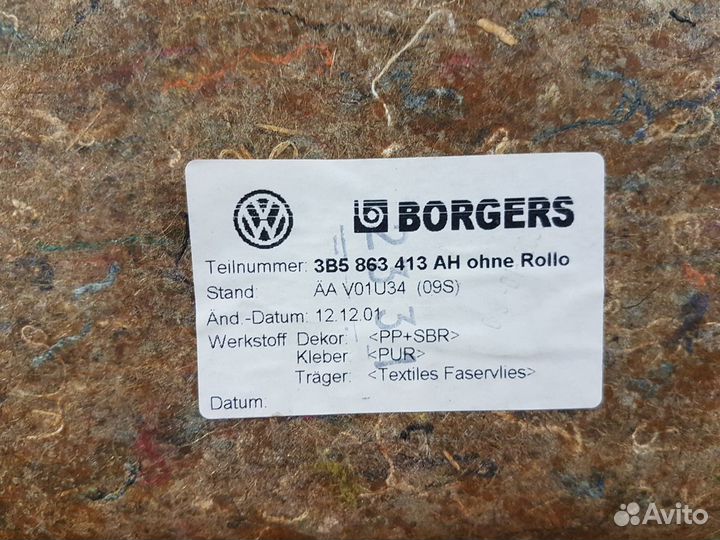 VW BORGERS
Teilnummer: 3B5 863 413 AH ohne Rollo
Stand ÄA V01U34 (09S)
Änd.-Datum: 12.12.01
Werkstoff Dekor: <PP+SBR>
Kleber: <PUR>
Träger: <Textiles Faservlies>
Datum:
Avito